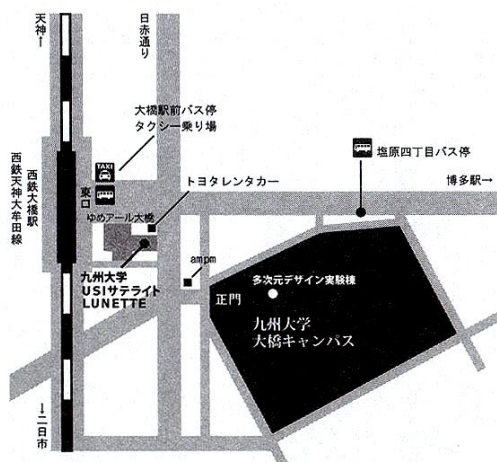 天神↑
日赤通り
大橋駅前バス停
タクシー乗り場
TAXI
塩原四丁目バス停
博多駅→
西鉄大橋駅
西鉄天神大牟田線
東口
トヨタレンタカー
ゆめアール大橋
九州大学
USIサテライト
LUNETTE
ampm
正門
多次元デザイン実験棟
九州大学
大橋キャンパス
↓二日市